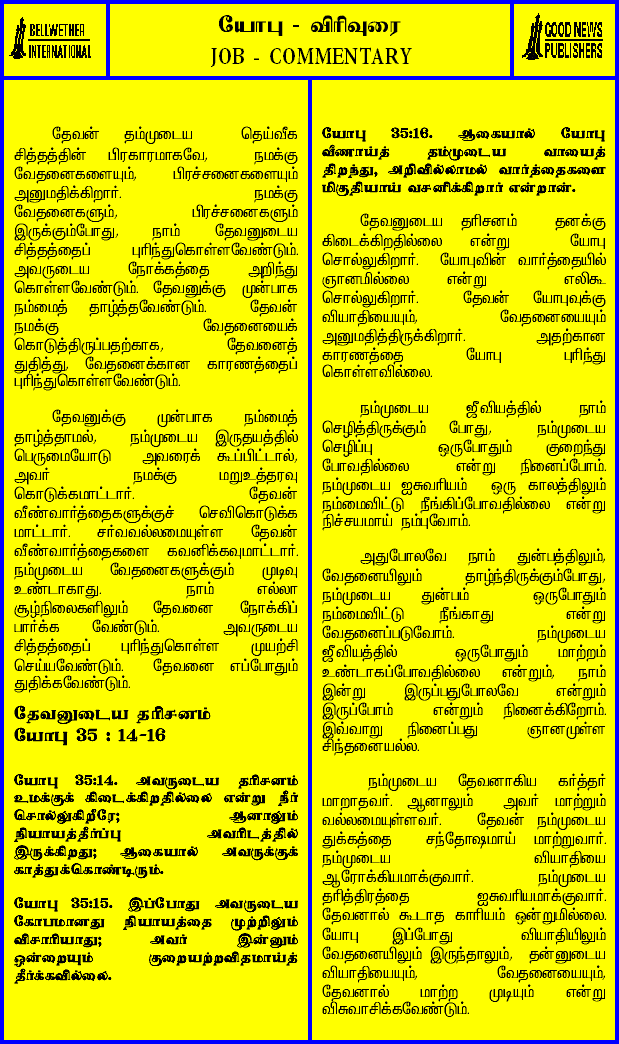 BELLWETHER
INTERNATIONAL
யோபு - விரிவுரை
JOB - COMMENTARY
GOOD NEWS
PUBLISHERS
தேவன் தம்முடைய தெய்வீக
சித்தத்தின் பிரகாரமாகவே, நமக்கு
வேதனைகளையும், பிரச்சனைகளையும்
அனுமதிக்கிறார். நமக்கு
வேதனைகளும், பிரச்சனைகளும்
இருக்கும்போது, நாம் தேவனுடைய
சித்தத்தைப் புரிந்துகொள்ளவேண்டும்.
அவருடைய நோக்கத்தை அறிந்து
கொள்ளவேண்டும். தேவனுக்கு முன்பாக
நம்மைத் தாழ்த்தவேண்டும். தேவன்
நமக்கு வேதனையைக்
கொடுத்திருப்பதற்காக, தேவனைத்
துதித்து, வேதனைக்கான காரணத்தைப்
புரிந்துகொள்ளவேண்டும்.
தேவனுக்கு முன்பாக நம்மைத்
தாழ்த்தாமல், நம்முடைய இருதயத்தில்
பெருமையோடு அவரைக் கூப்பிட்டால்,
அவர் நமக்கு மறுஉத்தரவு
கொடுக்கமாட்டார். தேவன்
வீண்வார்த்தைகளுக்குச் செவிகொடுக்க
மாட்டார். சர்வவல்லமையுள்ள தேவன்
வீண்வார்த்தைகளை கவனிக்கவுமாட்டார்.
நம்முடைய வேதனைகளுக்கும் முடிவு
உண்டாகாது. நாம் எல்லா
சூழ்நிலைகளிலும் தேவனை நோக்கிப்
பார்க்க வேண்டும். அவருடைய
சித்தத்தைப் புரிந்துகொள்ள முயற்சி
செய்யவேண்டும். தேவனை எப்போதும்
துதிக்கவேண்டும்.
தேவனுடைய தரிசனம்
யோபு 35 : 14-16
யோபு 35:14. அவருடைய தரிசனம்
உமக்குக் கிடைக்கிறதில்லை என்று நீர்
சொல்லுகிறீரே; ஆனாலும்
நியாயத்தீர்ப்பு அவரிடத்தில்
இருக்கிறது; ஆகையால் அவருக்குக்
காத்துக்கொண்டிரும்.
யோபு 35:15. இப்போது அவருடைய
கோபமானது நியாயத்தை முற்றிலும்
விசாரியாது; அவர் இன்னும்
ஒன்றையும் குறையற்றவிதமாய்த்
தீர்க்கவில்லை.
யோபு 35:16. ஆகையால் யோபு
வீணாய்த் தம்முடைய வாயைத்
திறந்து, அறிவில்லாமல் வார்த்தைகளை
மிகுதியாய் வசனிக்கிறார் என்றான்.
தேவனுடைய தரிசனம் தனக்கு
கிடைக்கிறதில்லை என்று யோபு
சொல்லுகிறார். யோபுவின் வார்த்தையில்
ஞானமில்லை என்று எலிகூ
சொல்லுகிறார். தேவன் யோபுவுக்கு
வியாதியையும், வேதனையையும்
அனுமதித்திருக்கிறார். அதற்கான
காரணத்தை யோபு புரிந்து
கொள்ளவில்லை.
நம்முடைய ஜீவியத்தில் நாம்
செழித்திருக்கும் போது, நம்முடைய
செழிப்பு ஒருபோதும் குறைந்து
போவதில்லை என்று நினைப்போம்.
நம்முடைய ஐசுவரியம் ஒரு காலத்திலும்
நம்மைவிட்டு நீங்கிப்போவதில்லை என்று
நிச்சயமாய் நம்புவோம்.
அதுபோலவே நாம் துன்பத்திலும்,
வேதனையிலும் தாழ்ந்திருக்கும்போது,
நம்முடைய துன்பம் ஒருபோதும்
நம்மைவிட்டு நீங்காது என்று
வேதனைப்படுவோம். நம்முடைய
ஜீவியத்தில் ஒருபோதும் மாற்றம்
உண்டாகப்போவதில்லை என்றும், நாம்
இன்று இருப்பதுபோலவே என்றும்
இருப்போம் என்றும் நினைக்கிறோம்.
இவ்வாறு நினைப்பது ஞானமுள்ள
சிந்தனையல்ல.
நம்முடைய தேவனாகிய கர்த்தர்
மாறாதவர். ஆனாலும் அவர் மாற்றும்
வல்லமையுள்ளவர். தேவன் நம்முடைய
துக்கத்தை சந்தோஷமாய் மாற்றுவார்.
நம்முடைய வியாதியை
ஆரோக்கியமாக்குவார். நம்முடைய
தரித்திரத்தை ஐசுவரியமாக்குவார்.
தேவனால் கூடாத காரியம் ஒன்றுமில்லை.
யோபு இப்போது வியாதியிலும்
வேதனையிலும் இருந்தாலும், தன்னுடைய
வியாதியையும், வேதனையையும்,
தேவனால் மாற்ற முடியும் என்று
விசுவாசிக்கவேண்டும்.